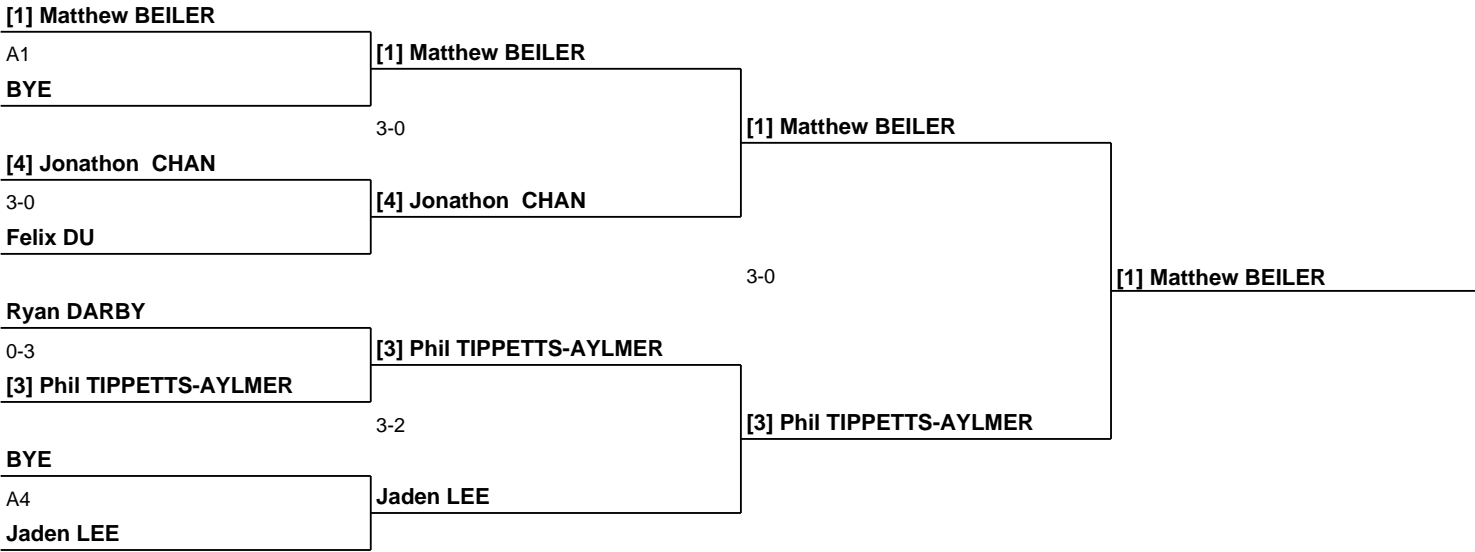 [1] Matthew BEILER
A1
[1] Matthew BEILER
BYE
3-0
[1] Matthew BEILER
[4] Jonathon  CHAN
3-0
[4] Jonathon  CHAN
Felix DU
3-0
[1] Matthew BEILER
Ryan DARBY
0-3
[3] Phil TIPPETTS-AYLMER
[3] Phil TIPPETTS-AYLMER
3-2
[3] Phil TIPPETTS-AYLMER
BYE
A4
Jaden LEE
Jaden LEE